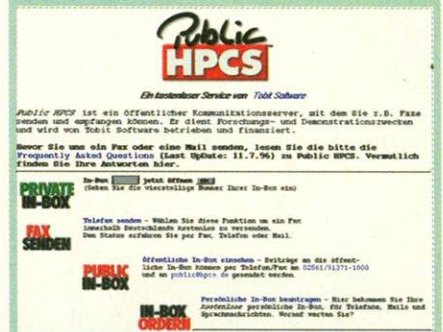 Public
HPCS
Ein kostenloser Service von Tobit Software
Public HPCS ist ein öffentlicher Kommunikationsserver, mit dem Sie z.B. Faxe
senden und empfangen können. Er dient Forschungs- und Demonstrationszwecken
und wird von Tobit Software betrieben und finanziert.
Bevor Sie uns ein Fax oder eine Mail senden, lesen Sie die bitte die
Frequently Asked Questions (Last UpDate: 11.7.96) zu Public HPCS. Vermutlich
finden Sie Ihre Antworten hier.
PRIVATE
IN-BOX
In-Box jetzt öffnen
(Geben Sie die vierstellige Nummer Ihrer In-Box ein)
FAX
SENDEN
Telefax senden - Wählen Sie diese Funktion um ein Fax
innerhalb Deutschlands kostenlos zu versenden.
Den Status erfahren Sie per Fax, Telefon oder Mail.
PUBLIC
IN-BOX
Öffentliche In-Box einsehen - Beiträge an die öffent-
liche In-Box können per Telefon/Fax an 02561/91371-1000
und an public@hpcs.de gesendet werden.
IN-BOX
ORDERN
Persönliche In-Box beantragen - Hier bekommen Sie Ihre
kostenlose persönliche In-Box, für Telefaxe, Mails und
Sprachnachrichten. Worauf warten Sie?